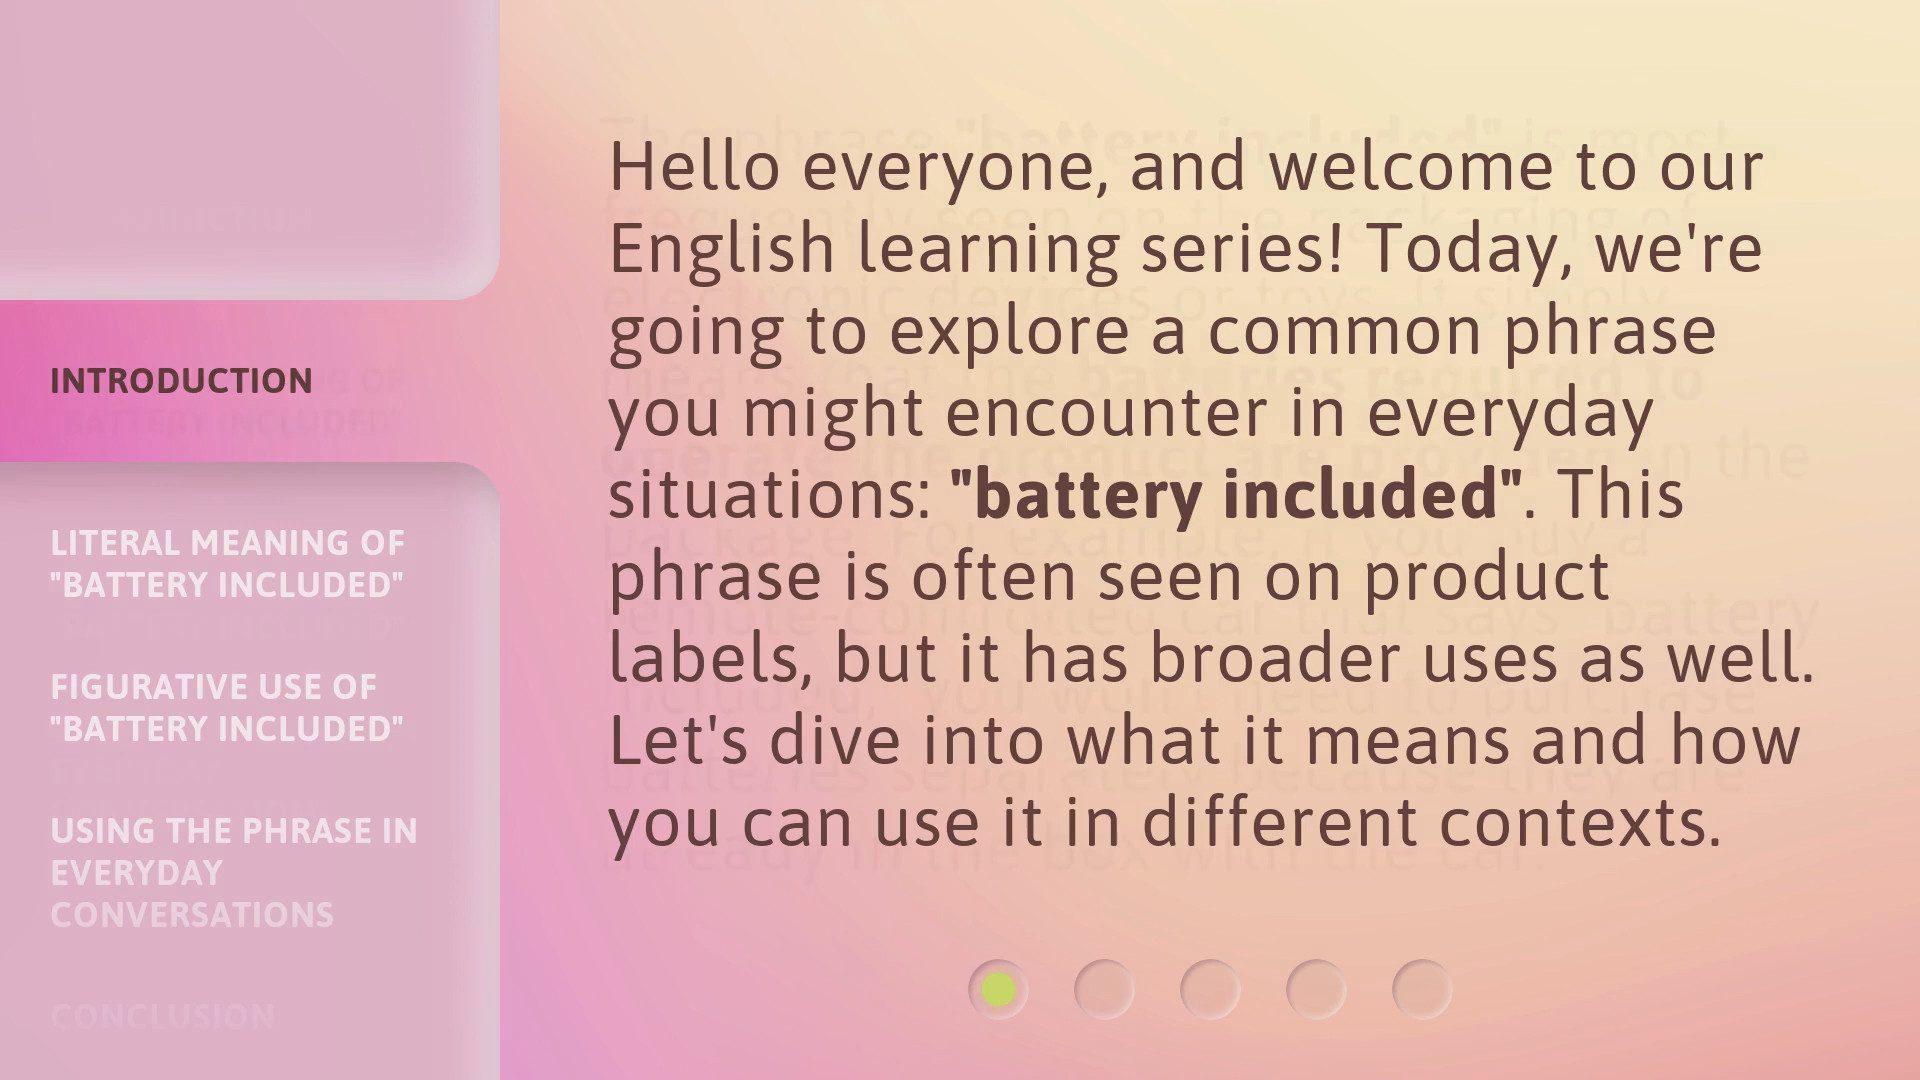 INTRODUCTION
LITERAL MEANING OF
"BATTERY INCLUDED"
FIGURATIVE USE OF
"BATTERY INCLUDED"
USING THE PHRASE IN
EVERYDAY
CONVERSATIONS
CONCLUSION
Hello everyone, and welcome to our
English learning series! Today, we're
going to explore a common phrase
you might encounter in everyday
situations: "battery included". This
phrase is often seen on product
labels, but it has broader uses as well.
Let's dive into what it means and how
you can use it in different contexts.